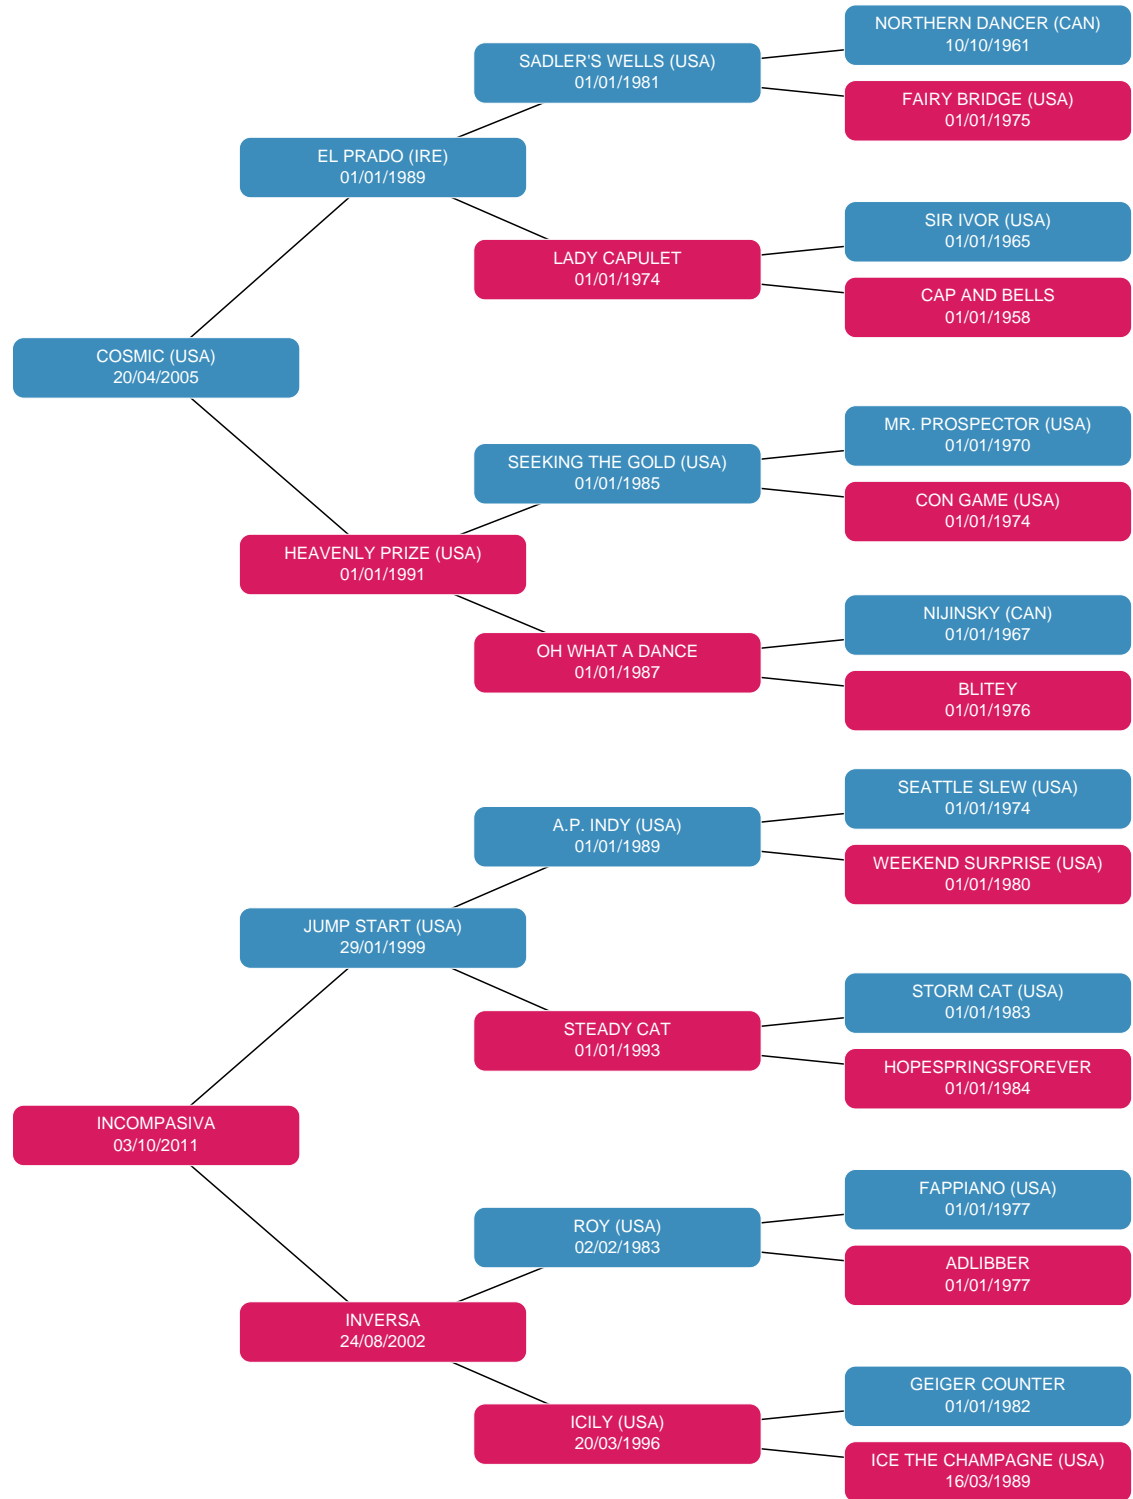 NORTHERN DANCER (CAN)
10/10/1961
SADLER'S WELLS (USA)
01/01/1981
FAIRY BRIDGE (USA)
01/01/1975
EL PRADO (IRE)
01/01/1989
SIR IVOR (USA)
01/01/1965
LADY CAPULET
01/01/1974
CAP AND BELLS
01/01/1958
COSMIC (USA)
20/04/2005
MR. PROSPECTOR (USA)
01/01/1970
SEEKING THE GOLD (USA)
01/01/1985
CON GAME (USA)
01/01/1974
HEAVENLY PRIZE (USA)
01/01/1991
NIJINSKY (CAN)
01/01/1967
OH WHAT A DANCE
01/01/1987
BLITEY
01/01/1976
SEATTLE SLEW (USA)
01/01/1974
A.P. INDY (USA)
01/01/1989
WEEKEND SURPRISE (USA)
01/01/1980
JUMP START (USA)
29/01/1999
STORM CAT (USA)
01/01/1983
STEADY CAT
01/01/1993
HOPESPRINGSFOREVER
01/01/1984
INCOMPASIVA
03/10/2011
FAPPIANO (USA)
01/01/1977
ROY (USA)
02/02/1983
ADLIBBER
01/01/1977
INVERSA
24/08/2002
GEIGER COUNTER
01/01/1982
ICILY (USA)
20/03/1996
ICE THE CHAMPAGNE (USA)
16/03/1989